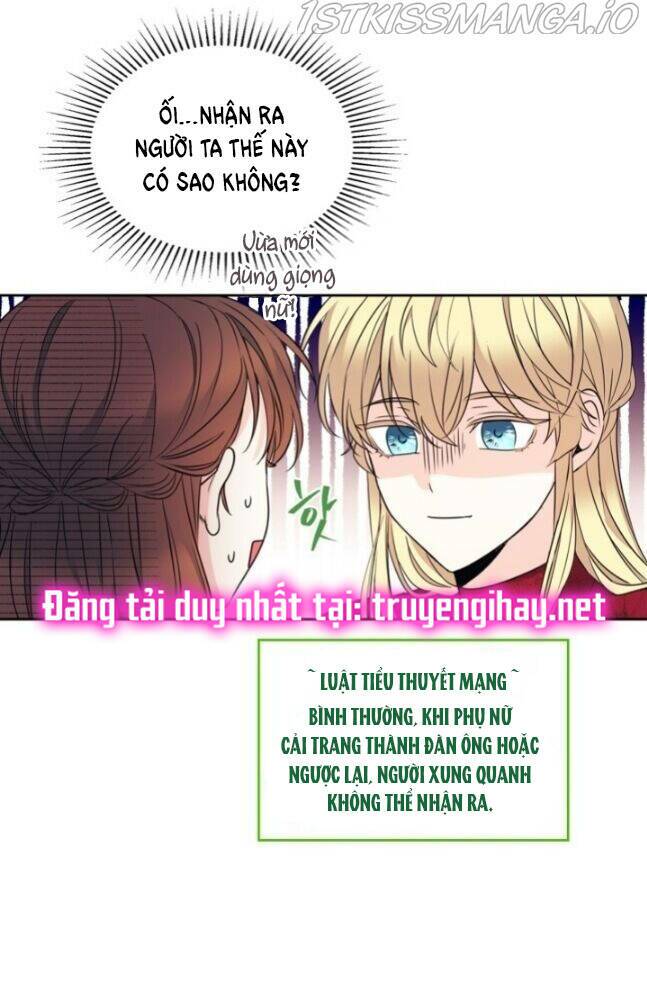 1STKISSMANGA.IO
ỐI...NHẬN RA
NGƯỜI TA THẾ NÀY
CÓ SAO KHÔNG?
Vừa mới
dùng giọng
nữ!
핫
Đăng tải duy nhất tại: truyengihay.net
~ LUẬT TIỂU THUYẾT MẠNG ~
BÌNH THƯỜNG, KHI PHỤ NỮ
CẢI TRANG THÀNH ĐÀN ÔNG HOẶC
NGƯỢC LẠI, NGƯỜI XUNG QUANH
KHÔNG THỂ NHẬN RA.